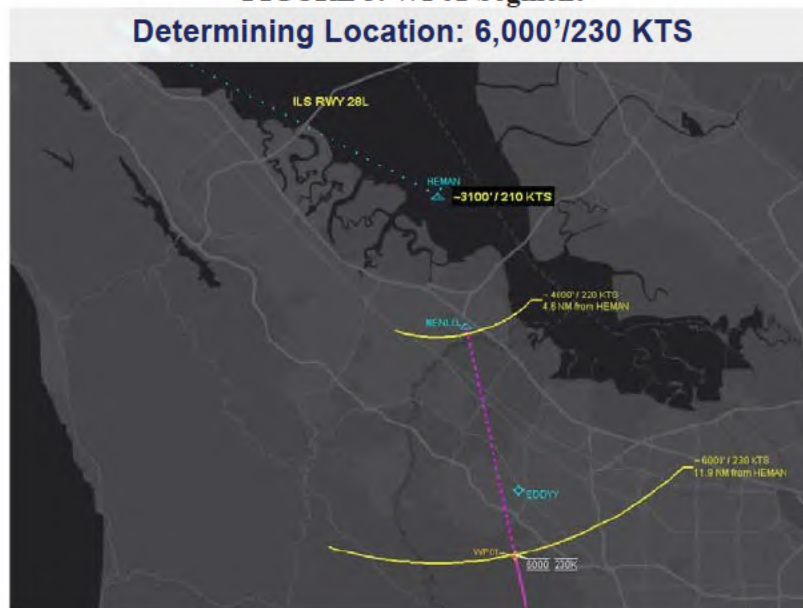 Determining Location: 6,000’/230 KTS
ILS RWY 28L
HEMAN
~3100'/ 210 KTS
~ 4000'/ 220 KTS
4.6 NM from HEMAN
MENLO
~6000'/ 230 KTS
11.9 NM from HEMAN
EDDYY
WP01
6000 230K